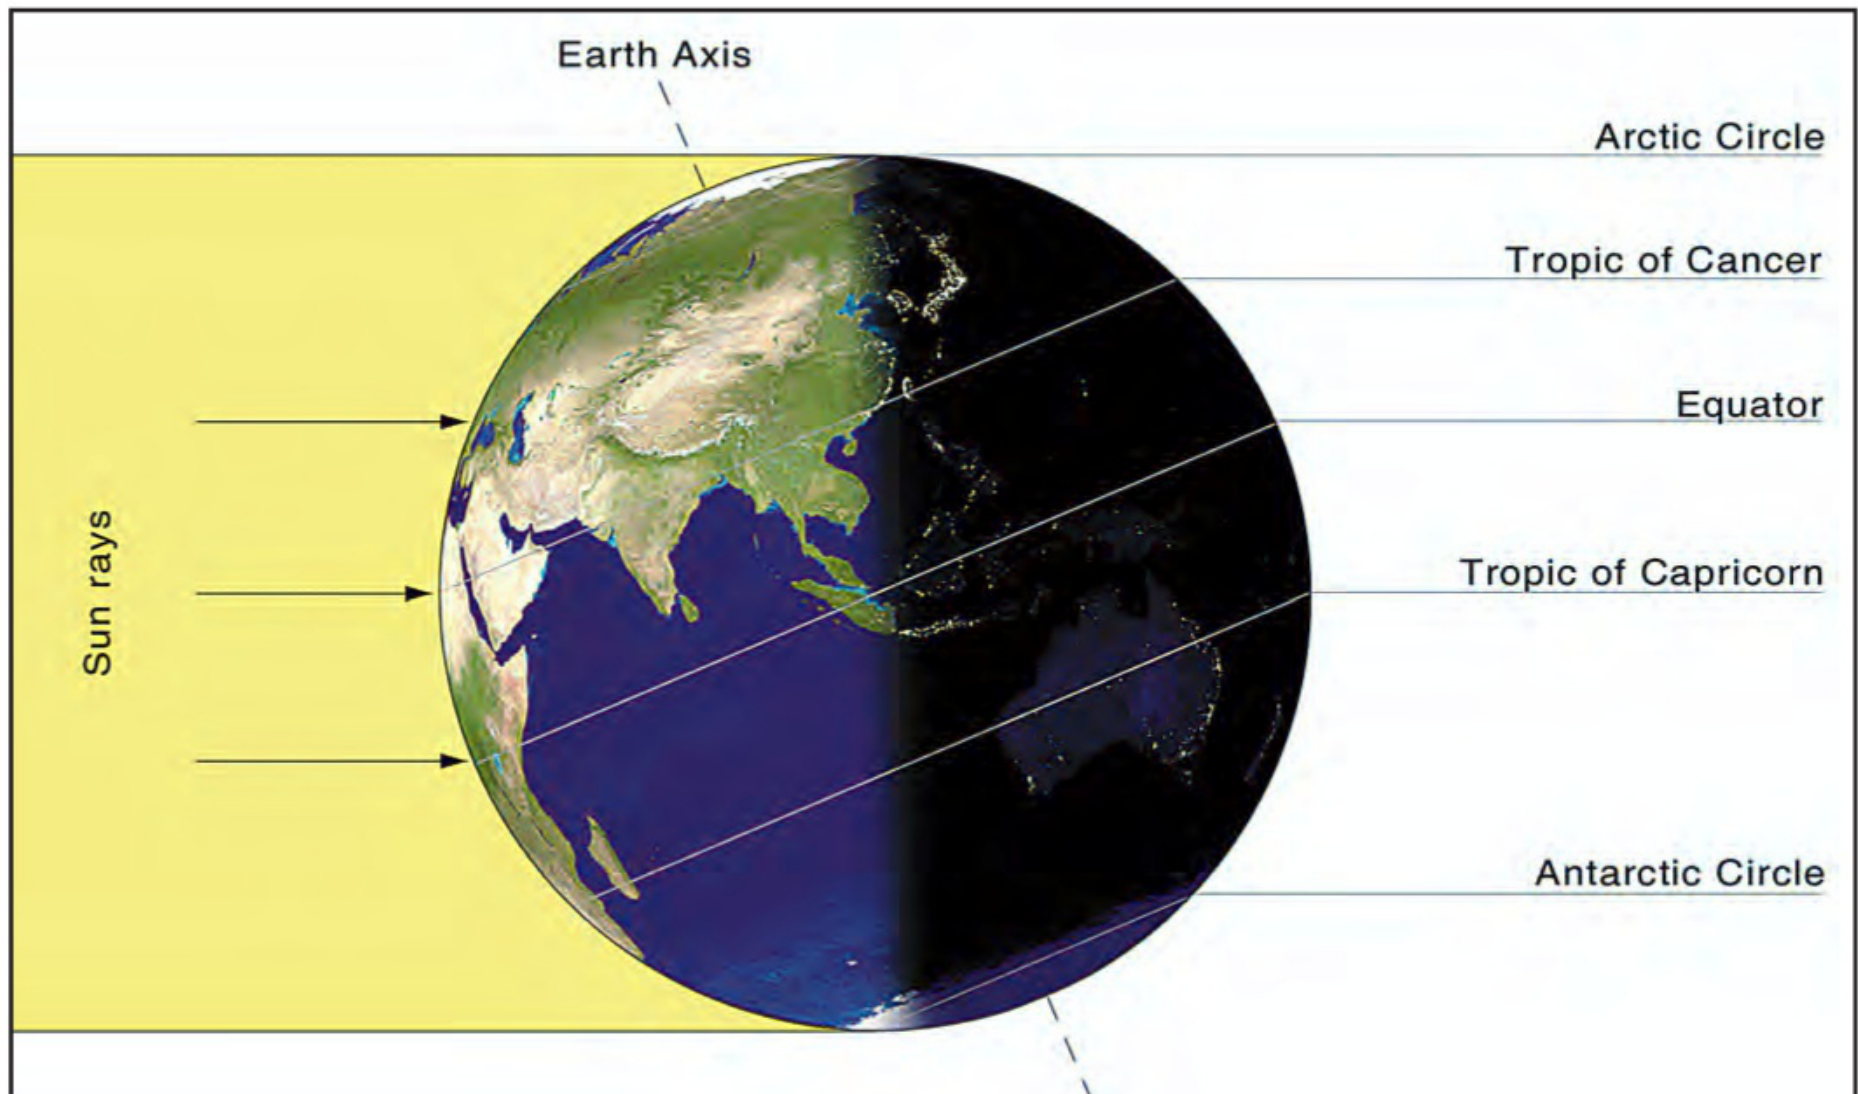 Earth Axis
Arctic Circle
Tropic of Cancer
Equator
Tropic of Capricorn
Sun rays
Antarctic Circle